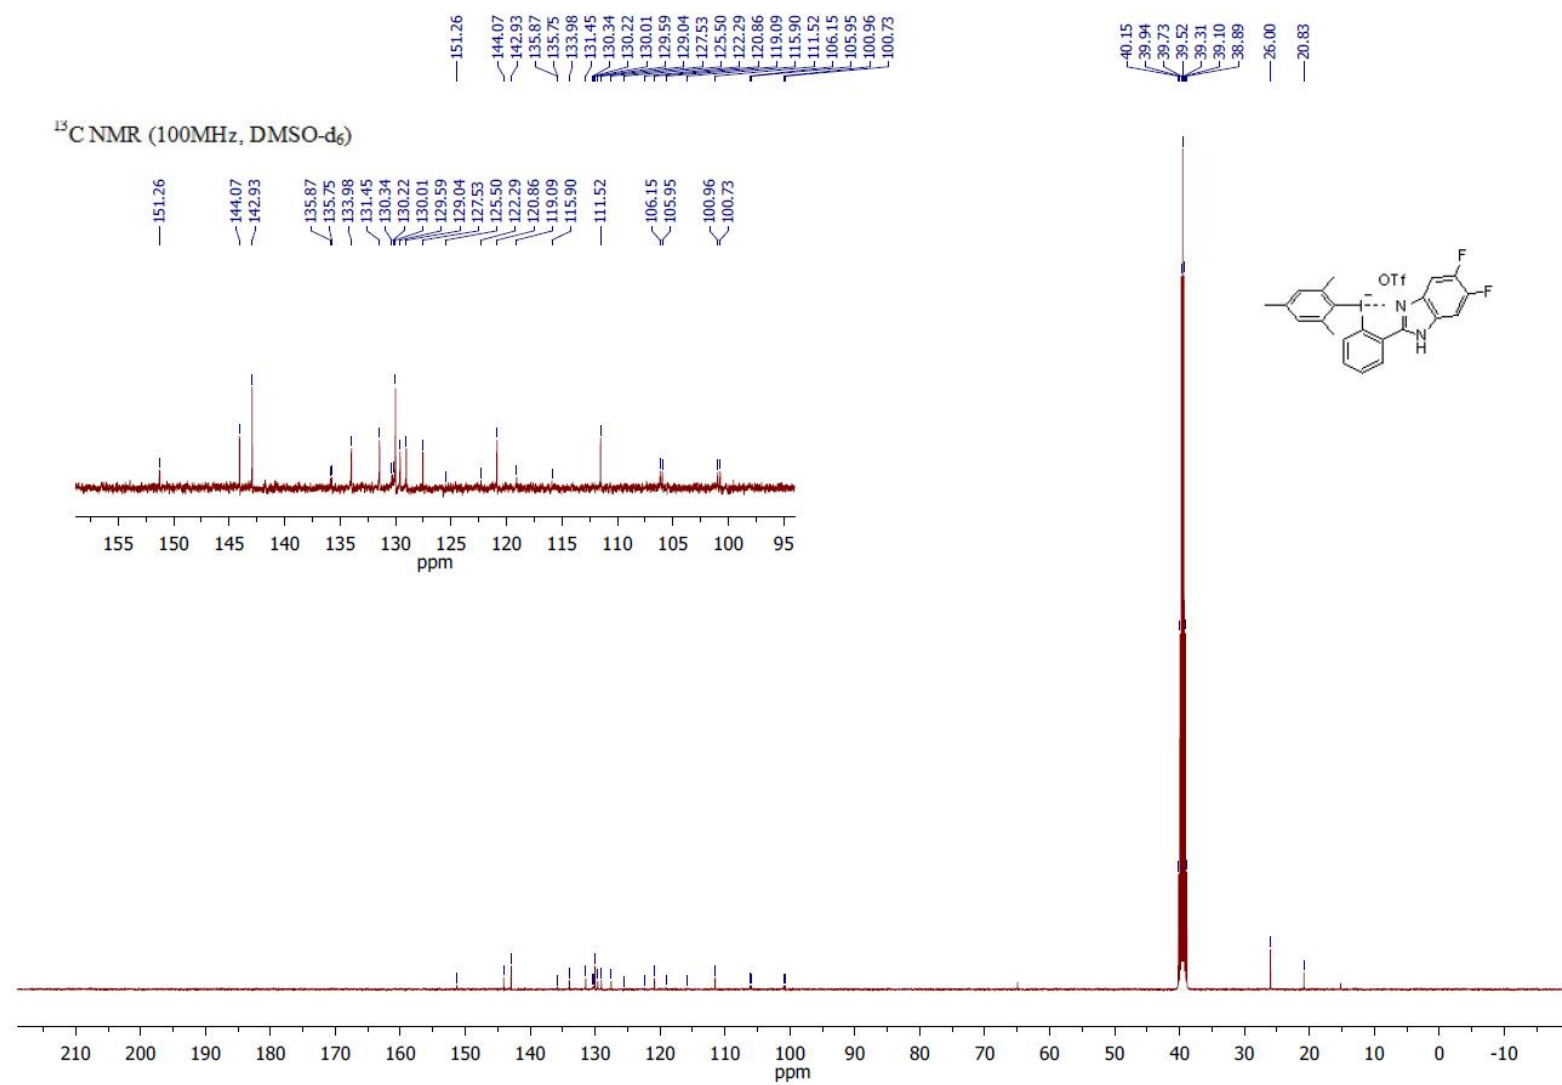 151.26 144.07 142.93 135.87 135.75 133.98 131.45 130.34 130.22 130.01 129.59 129.04 127.53 125.50 122.29 120.86 119.09 115.90 111.52 106.15 105.95 100.96 100.73 40.15 39.94 39.73 39.52 39.31 39.10 38.89 26.00 20.83
13C NMR (100MHz, DMSO-d6)
151.26 144.07 142.93 135.87 135.75 133.98 131.45 130.34 130.22 130.01 129.59 129.04 127.53 125.50 122.29 120.86 119.09 115.90 111.52 106.15 105.95 100.96 100.73
F
OTf
F
I N
N
H
155 150 145 140 135 130 125 120 115 110 105 100 95
ppm
210 200 190 180 170 160 150 140 130 120 110 100 90 80 70 60 50 40 30 20 10 0 -10
ppm